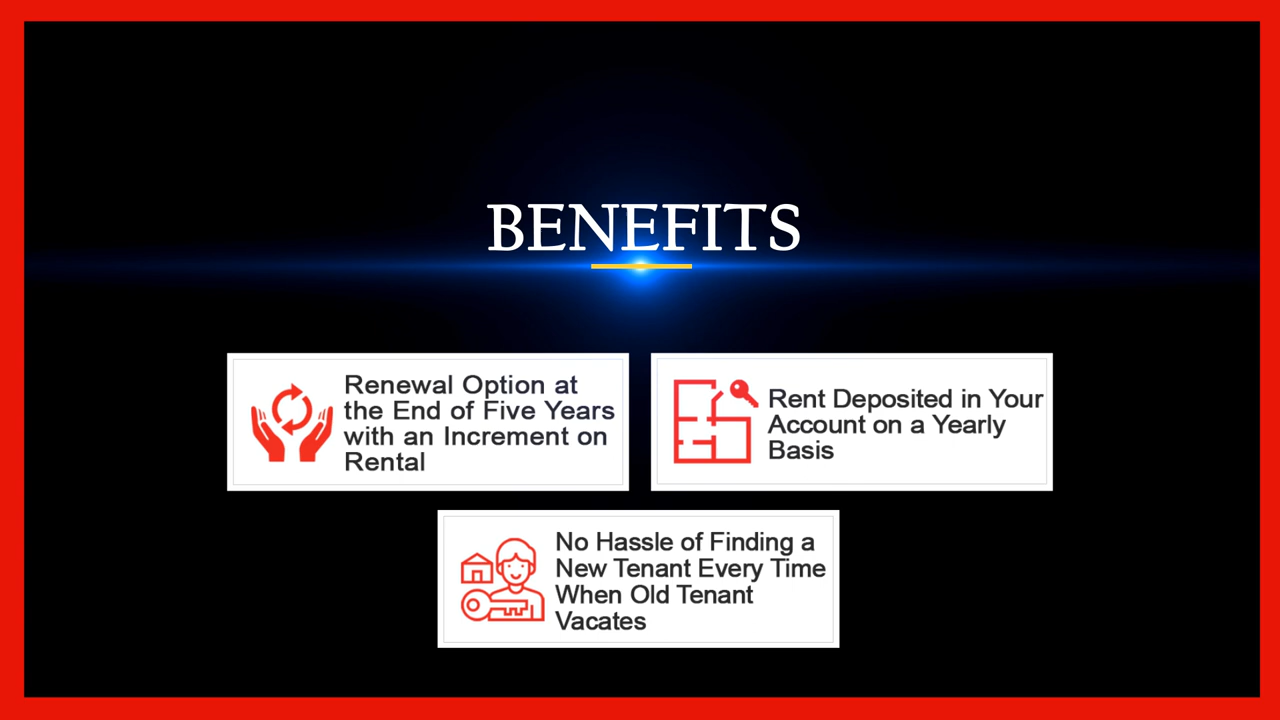 BENEFITS
Renewal Option at
the End of Five Years
with an Increment on
Rental
Rent Deposited in Your
Account on a Yearly
Basis
No Hassle of Finding a
New Tenant Every Time
When Old Tenant
Vacates